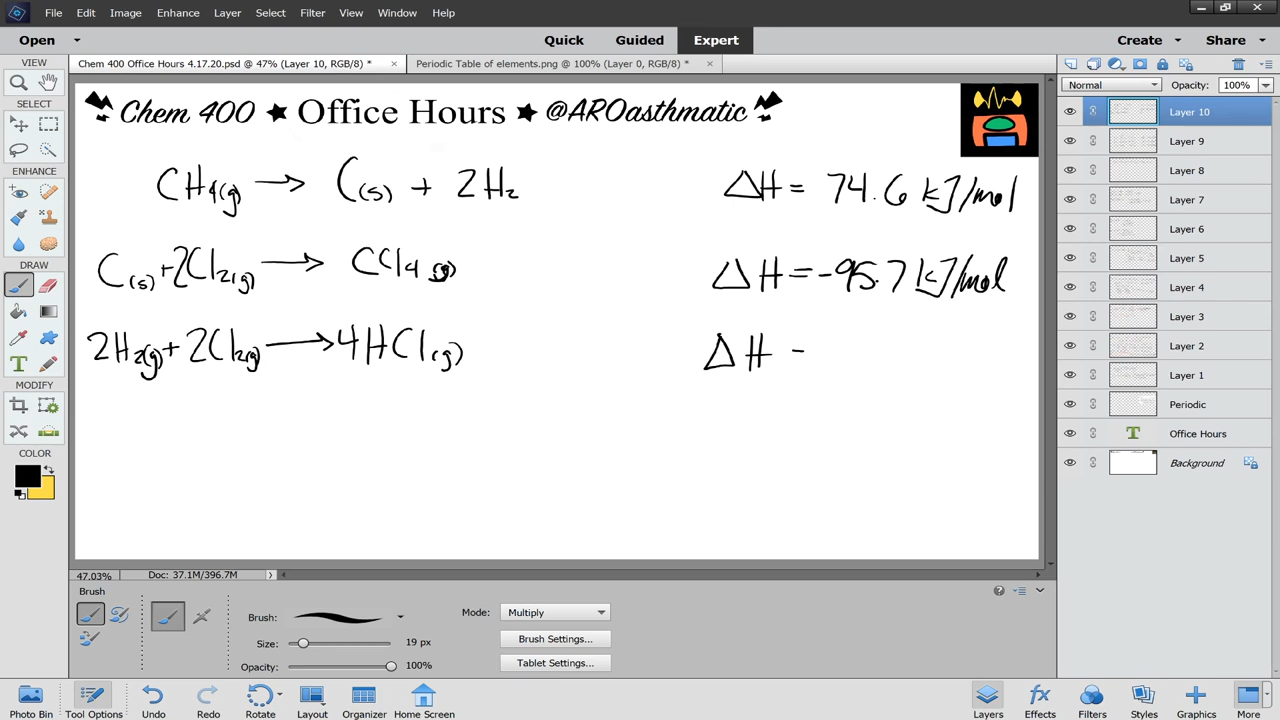 File Edit Image Enhance Layer Select Filter View Window Help
Open Quick Guided Expert Create Share
VIEW
SELECT
ENHANCE
DRAW
MODIFY
COLOR
Chem 400 Office Hours 4.17.20.psd @ 47% (Layer 10, RGB/8) * Periodic Table of elements.png @ 100% (Layer 0, RGB/8) *
Chem 400 ★ Office Hours ★ @AROasthmatic
CH4(g) → C(s) + 2H2 ΔH = 74.6 kJ/mol
C(s)+2Cl2(g) → CCl4 (g) ΔH = -95.7 kJ/mol
2H2(g)+ 2Cl2(g) → 4HCl(g) ΔH -
Normal Opacity: 100%
Layer 10
Layer 9
Layer 8
Layer 7
Layer 6
Layer 5
Layer 4
Layer 3
Layer 2
Layer 1
Periodic
Office Hours
Background
47.03% Doc: 37.1M/396.7M
Brush
Brush:
Size: 19 px
Opacity: 100%
Mode: Multiply
Brush Settings...
Tablet Settings...
Photo Bin Tool Options Undo Redo Rotate Layout Organizer Home Screen Layers Effects Filters Styles Graphics More